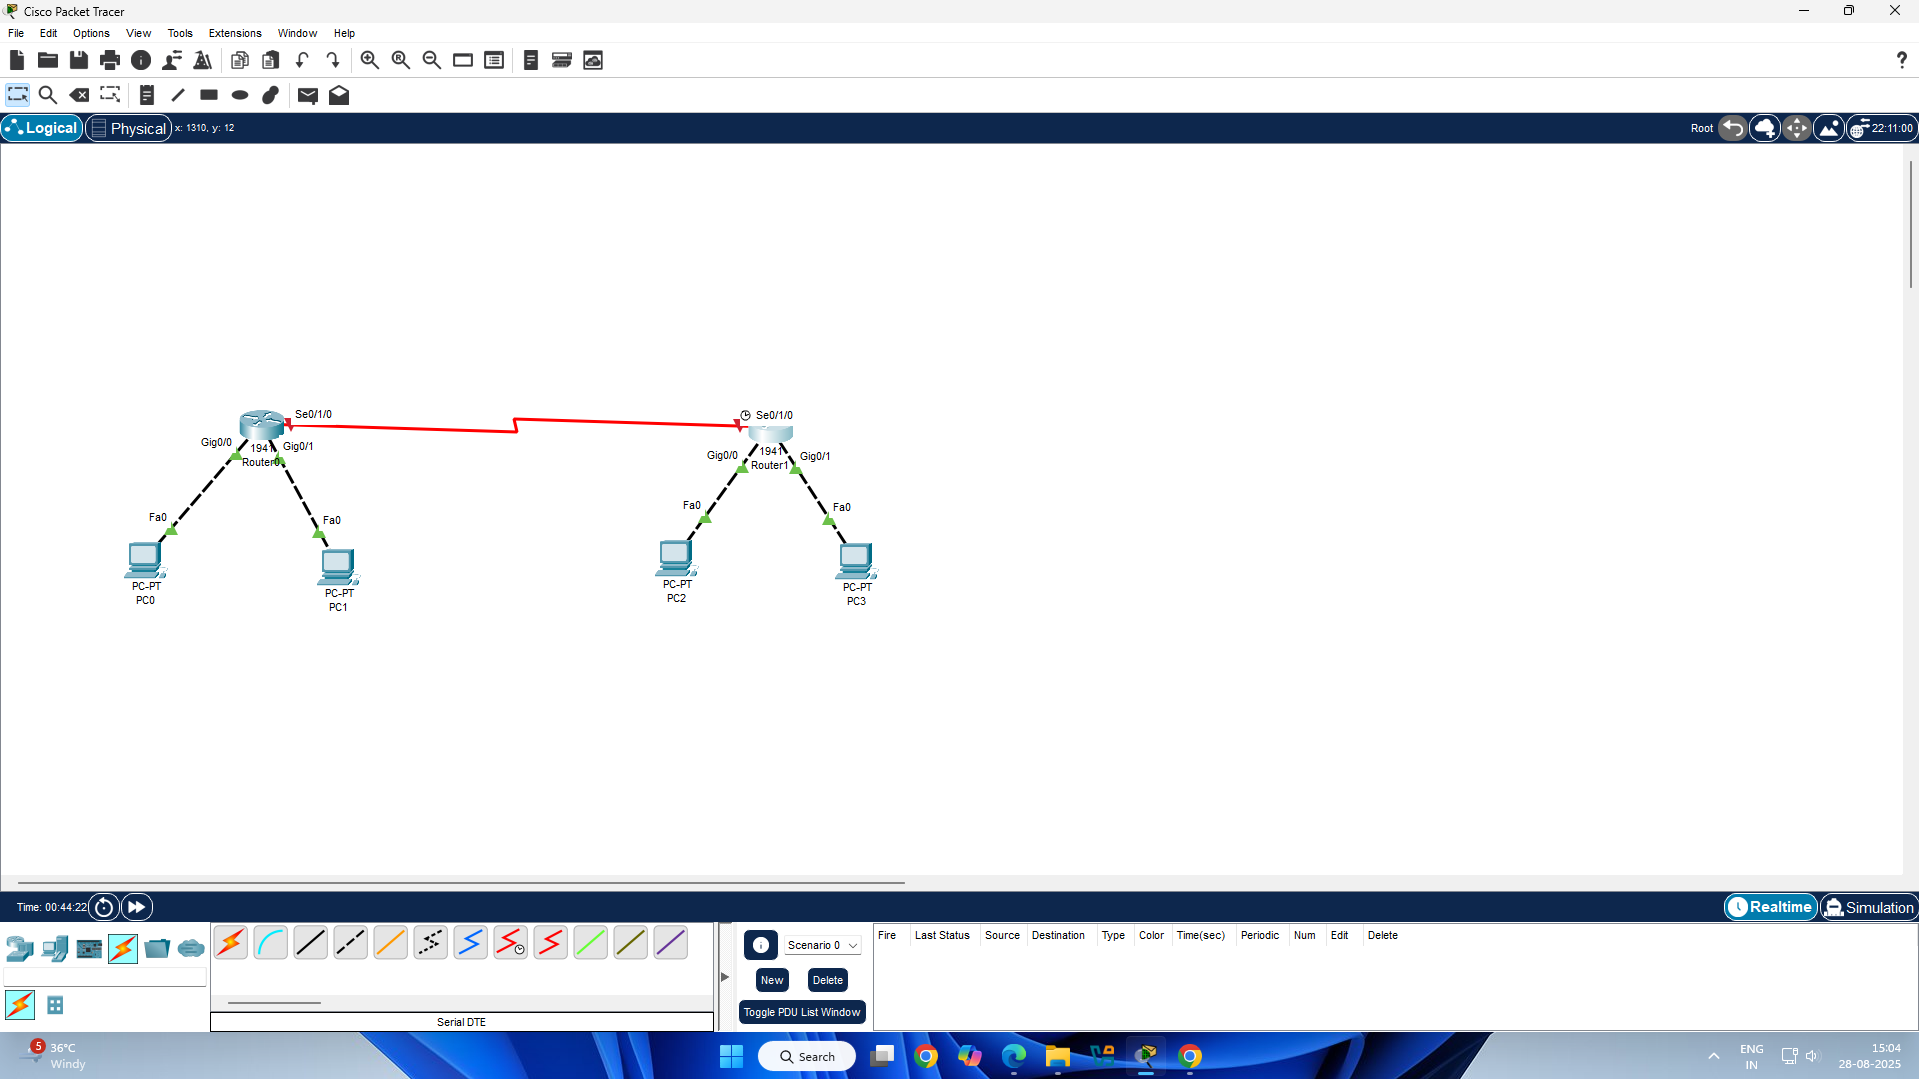 Cisco Packet Tracer
File Edit Options View Tools Extensions Window Help
?
Logical Physical x: 1310, y: 12 Root 22:11:00
Se0/1/0 Se0/1/0
Gig0/0 1941 Gig0/1 Gig0/0 1941 Gig0/1
Router0 Router1
Fa0 Fa0 Fa0 Fa0
PC-PT PC-PT PC-PT PC-PT
PC0 PC1 PC2 PC3
Time: 00:44:22 Realtime Simulation
Scenario 0 Fire Last Status Source Destination Type Color Time(sec) Periodic Num Edit Delete
New Delete
Toggle PDU List Window
Serial DTE
5 36°C
Windy
Search
ENG
IN
15:04
28-08-2025